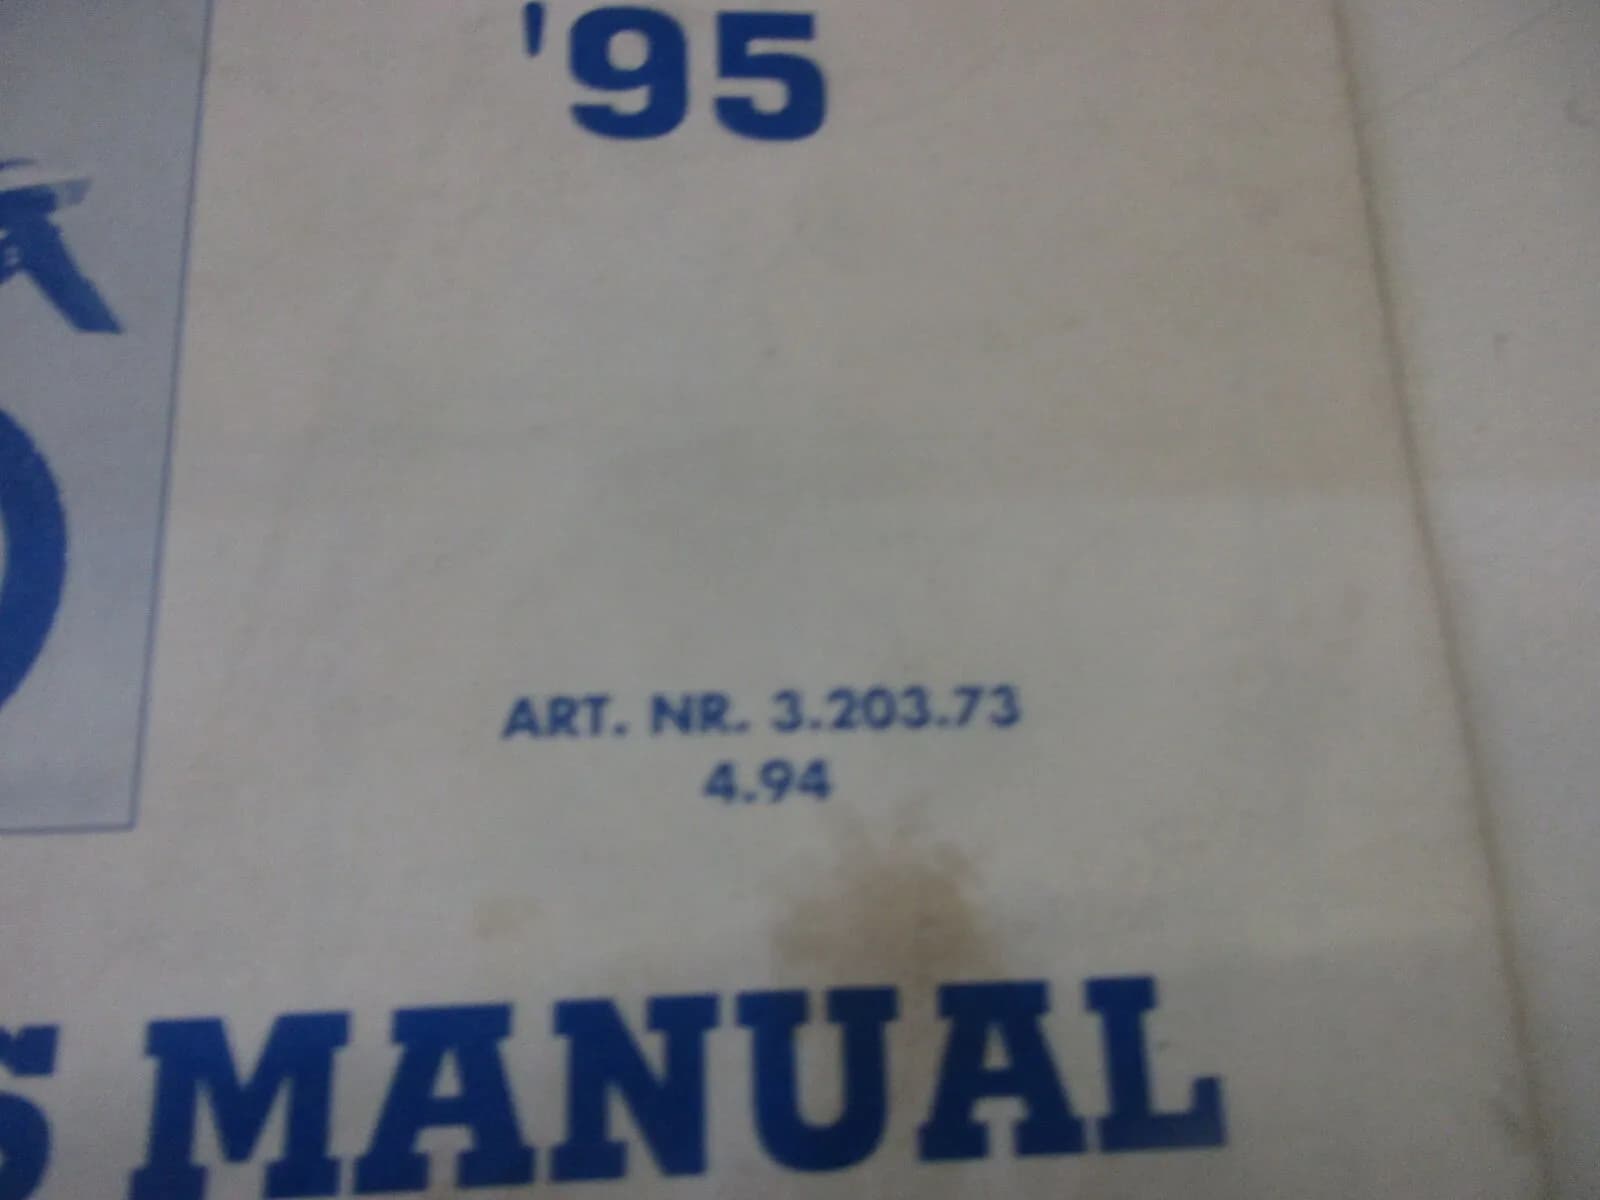 '95
ART. NR. 3.203.73
4.94
S MANUAL